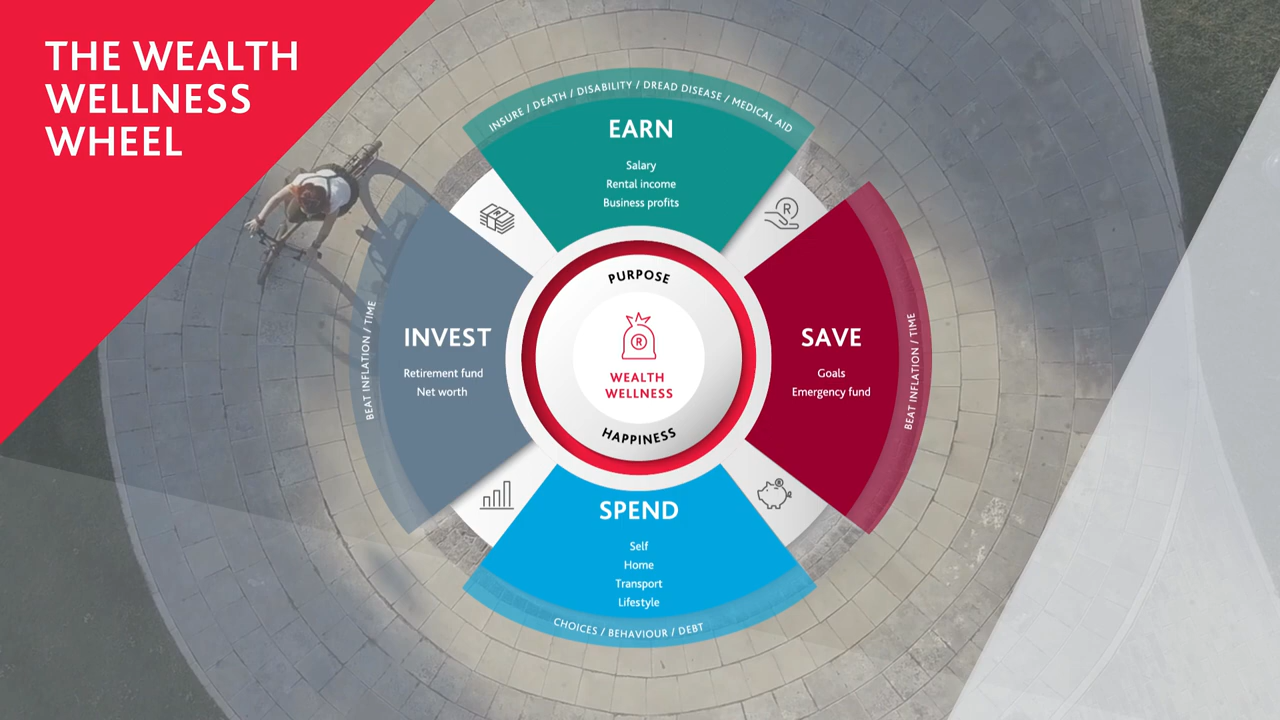 THE WEALTH
WELLNESS
WHEEL
INSURE / DEATH / DISABILITY / DREAD DISEASE / MEDICAL AID
EARN
Salary
Rental income
Business profits
R
R
BEAT INFLATION / TIME
INVEST
Retirement fund
Net worth
PURPOSE
R
WEALTH
WELLNESS
HAPPINESS
SAVE
Goals
Emergency fund
BEAT INFLATION / TIME
R
SPEND
Self
Home
Transport
Lifestyle
CHOICES / BEHAVIOUR / DEBT